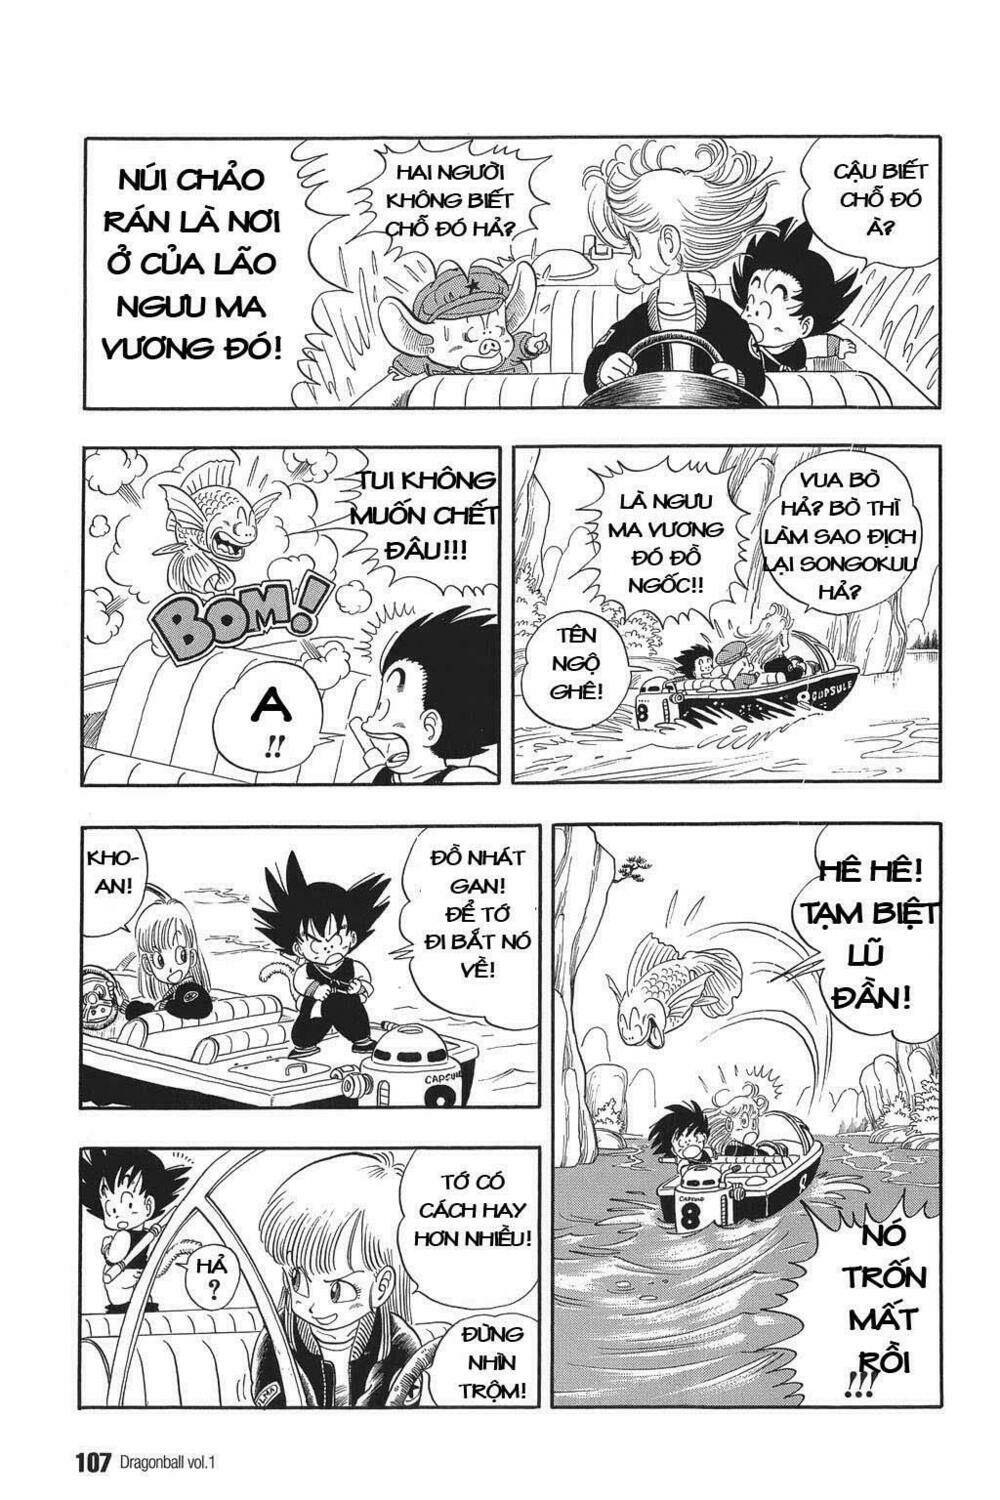 CẬU BIẾT
CHỖ ĐÓ
À?
HAI NGƯỜI
KHÔNG BIẾT
CHỖ ĐÓ HẢ?
NÚI CHẢO
RÁN LÀ NƠI
Ở CỦA LÃO
NGƯU MA
VƯƠNG ĐÓ!
VUA BÒ
HẢ? BÒ THÌ
LÀM SAO ĐỊCH
LẠI SONGOKUU
HẢ?
LÀ NGƯU
MA VƯƠNG
ĐÓ ĐỒ
NGỐC!!
TÊN
NGỘ
GHÊ!
8
8 CAPSULE
TUI KHÔNG
MUỐN CHẾT
ĐÂU!!!
BOM!
A
!!
HÊ HÊ!
TẠM BIỆT
LŨ
ĐẦN!
CAPSULE
8
8
NÓ
TRỐN
MẤT
RỒI
!!!
ĐỒ NHÁT
GAN!
ĐỂ TỚ
ĐI BẮT NÓ
VỀ!
KHO-
AN!
CAPSULE
8
TỚ CÓ
CÁCH HAY
HƠN NHIỀU!
HẢ
?
ĐỪNG
NHÌN
TRỘM!
107 Dragonball vol.1